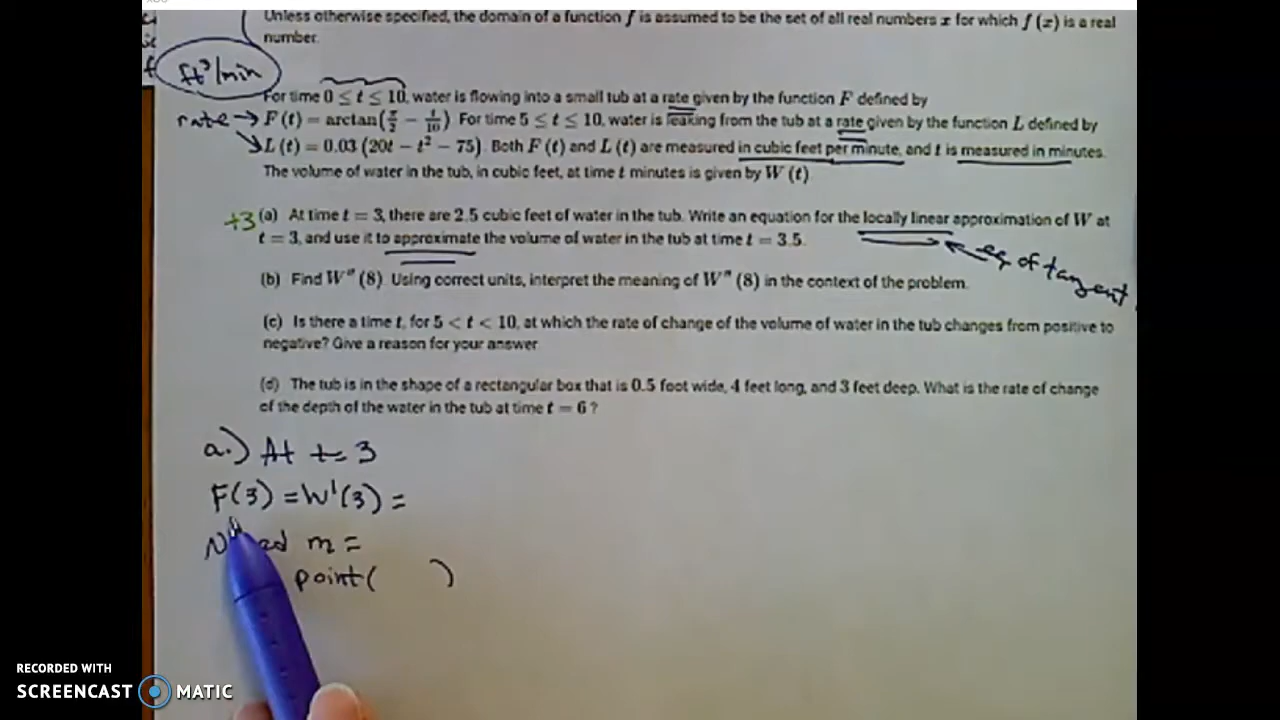 Unless otherwise specified, the domain of a function f is assumed to be the set of all real numbers x for which f (x) is a real
number.
ft³/min
For time 0 ≤ t ≤ 10, water is flowing into a small tub at a rate given by the function F defined by
rate → F (t) = arctan(π/2 − t/10). For time 5 ≤ t ≤ 10, water is leaking from the tub at a rate given by the function L defined by
L (t) = 0.03 (20t − t² − 75). Both F (t) and L (t) are measured in cubic feet per minute, and t is measured in minutes.
The volume of water in the tub, in cubic feet, at time t minutes is given by W (t)
+3 (a) At time t = 3, there are 2.5 cubic feet of water in the tub. Write an equation for the locally linear approximation of W at
t = 3, and use it to approximate the volume of water in the tub at time t = 3.5.
eq of tangent
(b) Find W" (8). Using correct units, interpret the meaning of W" (8) in the context of the problem.
(c) Is there a time t, for 5 < t < 10, at which the rate of change of the volume of water in the tub changes from positive to
negative? Give a reason for your answer
(d) The tub is in the shape of a rectangular box that is 0.5 foot wide, 4 feet long, and 3 feet deep. What is the rate of change
of the depth of the water in the tub at time t = 6 ?
a.) At t = 3
F(3) = W'(3) =
m =
point( )
RECORDED WITH
SCREENCAST MATIC